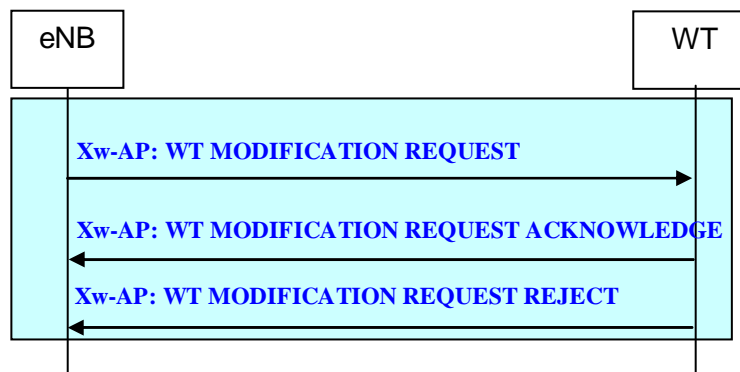 eNB
WT
Xw-AP: WT MODIFICATION REQUEST
Xw-AP: WT MODIFICATION REQUEST ACKNOWLEDGE
Xw-AP: WT MODIFICATION REQUEST REJECT